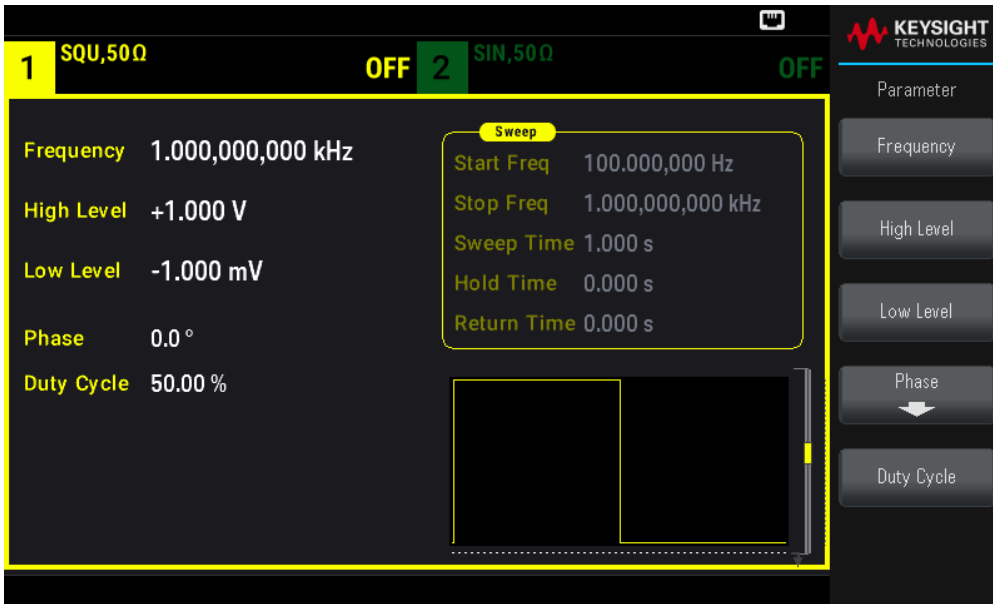 1 SQU,50Ω OFF 2 SIN,50Ω OFF
Frequency 1.000,000,000 kHz
High Level +1.000 V
Low Level -1.000 mV
Phase 0.0 °
Duty Cycle 50.00 %
Sweep
Start Freq 100.000,000 Hz
Stop Freq 1.000,000,000 kHz
Sweep Time 1.000 s
Hold Time 0.000 s
Return Time 0.000 s
KEYSIGHT
TECHNOLOGIES
Parameter
Frequency
High Level
Low Level
Phase
Duty Cycle